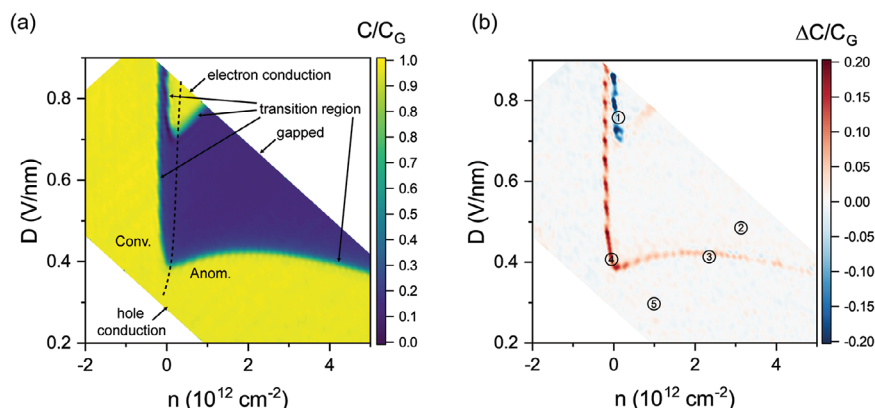 (a)
C/CG
electron conduction
transition region
gapped
Conv.
Anom.
hole
conduction
D (V/nm)
0.8
0.6
0.4
0.2
-2
0
2
4
n (10^12 cm^-2)
1.0
0.9
0.8
0.7
0.6
0.5
0.4
0.3
0.2
0.1
0.0
(b)
ΔC/CG
①
②
③
④
⑤
D (V/nm)
0.8
0.6
0.4
0.2
-2
0
2
4
n (10^12 cm^-2)
0.20
0.15
0.10
0.05
0.00
-0.05
-0.10
-0.15
-0.20